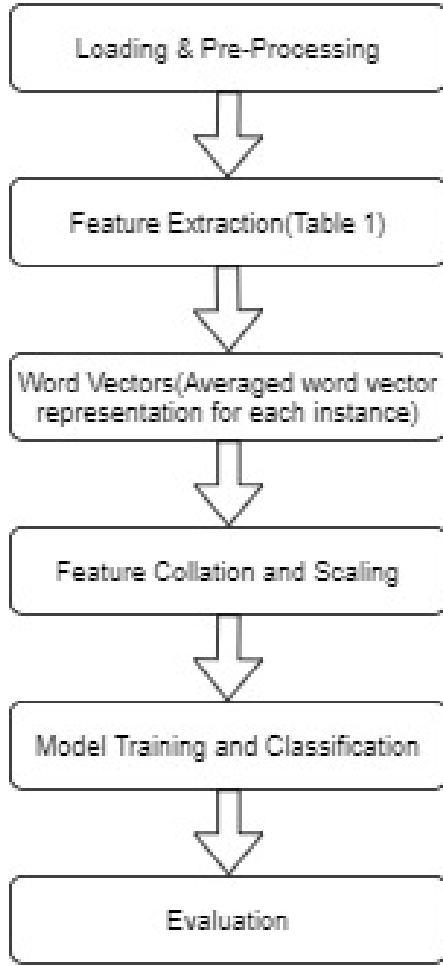 Loading & Pre-Processing
Feature Extraction(Table 1)
Word Vectors(Averaged word vector
representation for each instance)
Feature Collation and Scaling
Model Training and Classification
Evaluation